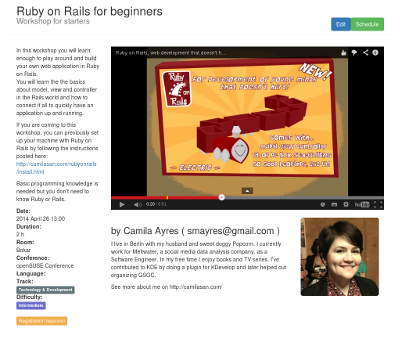 Ruby on Rails for beginners
Workshop for starters
Edit
Schedule
In this workshop you will learn
enough to play around and build
your own web application in Ruby
on Rails.
You will learn the the basics
about model, view and controller
in the Rails world and how to
connect it all to quickly have an
application up and running.
If you are coming to this
workshop, you can previously set
up your machine with Ruby on
Rails by following the instructions
posted here:
http://camilasan.com/rubyonrails
/install.html
Basic programming knowledge is
needed but you don't need to
know Ruby or Rails.
Date:
2014 April 26 13:00
Duration:
2 h
Room:
Bokar
Conference:
openSUSE Conference
Language:
Track:
Technology & Development
Difficulty:
Intermediate
Registration required
Ruby on Rails, web development that doesn't h...
Ruby
on
Rails
NEW!
For development of young minds
that doesn't hurt!
Comes with...
ELECTRIC
YouTube
by Camila Ayres ( smayres@gmail.com )
I live in Berlin with my husband and sweet doggy Popcorn. I currently
work for Meltwater, a social media data analysis company, as a
Software Engineer. In my free time I enjoy books and TV series. I've
contributed to KDE by doing a plugin for KDevelop and later helped out
organizing GSOC.
See more about me on http://camilasan.com/